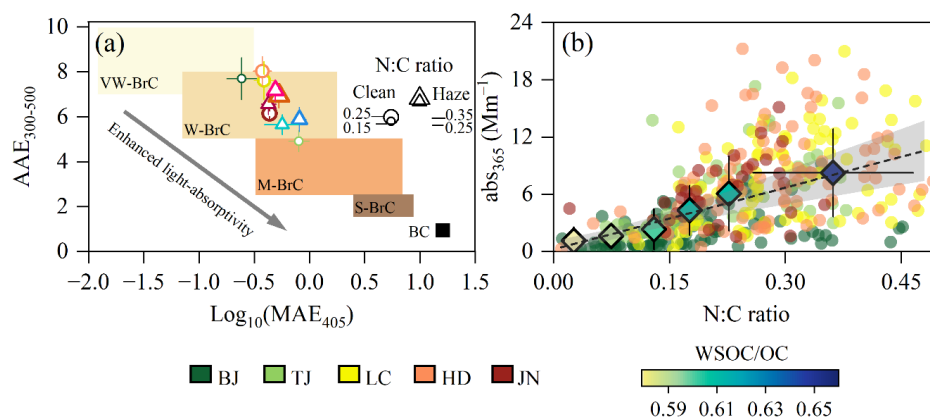 (a)
AAE300-500
10
8
6
4
2
0
VW-BrC
W-BrC
M-BrC
S-BrC
BC
Enhanced light-absorptivity
N:C ratio
Clean Haze
0.25 0.35
0.15 0.25
−2.0 −1.5 −1.0 −0.5 0.0 0.5 1.0 1.5
Log10(MAE405)
(b)
abs365 (Mm−1)
24
18
12
6
0
0.00 0.15 0.30 0.45
N:C ratio
BJ TJ LC HD JN
WSOC/OC
0.59 0.61 0.63 0.65